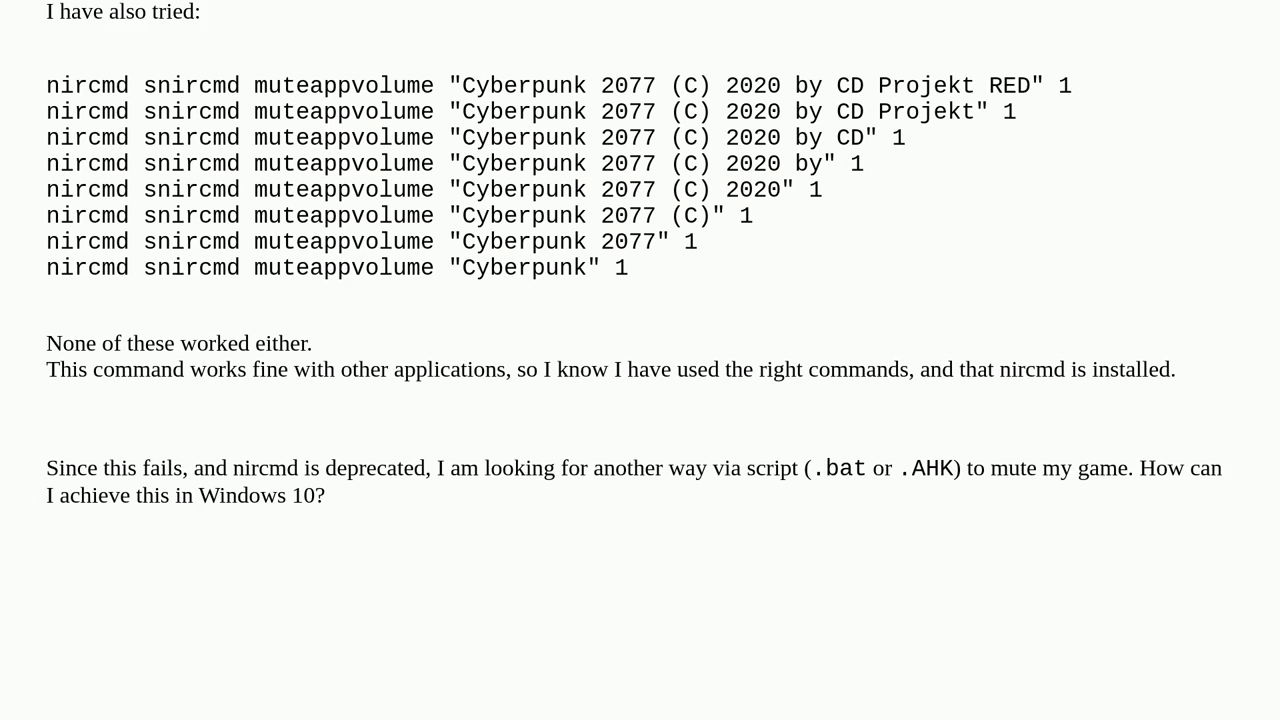 I have also tried:
nircmd snircmd muteappvolume "Cyberpunk 2077 (C) 2020 by CD Projekt RED" 1
nircmd snircmd muteappvolume "Cyberpunk 2077 (C) 2020 by CD Projekt" 1
nircmd snircmd muteappvolume "Cyberpunk 2077 (C) 2020 by CD" 1
nircmd snircmd muteappvolume "Cyberpunk 2077 (C) 2020 by" 1
nircmd snircmd muteappvolume "Cyberpunk 2077 (C) 2020" 1
nircmd snircmd muteappvolume "Cyberpunk 2077 (C)" 1
nircmd snircmd muteappvolume "Cyberpunk 2077" 1
nircmd snircmd muteappvolume "Cyberpunk" 1
None of these worked either.
This command works fine with other applications, so I know I have used the right commands, and that nircmd is installed.
Since this fails, and nircmd is deprecated, I am looking for another way via script (.bat or .AHK) to mute my game. How can
I achieve this in Windows 10?